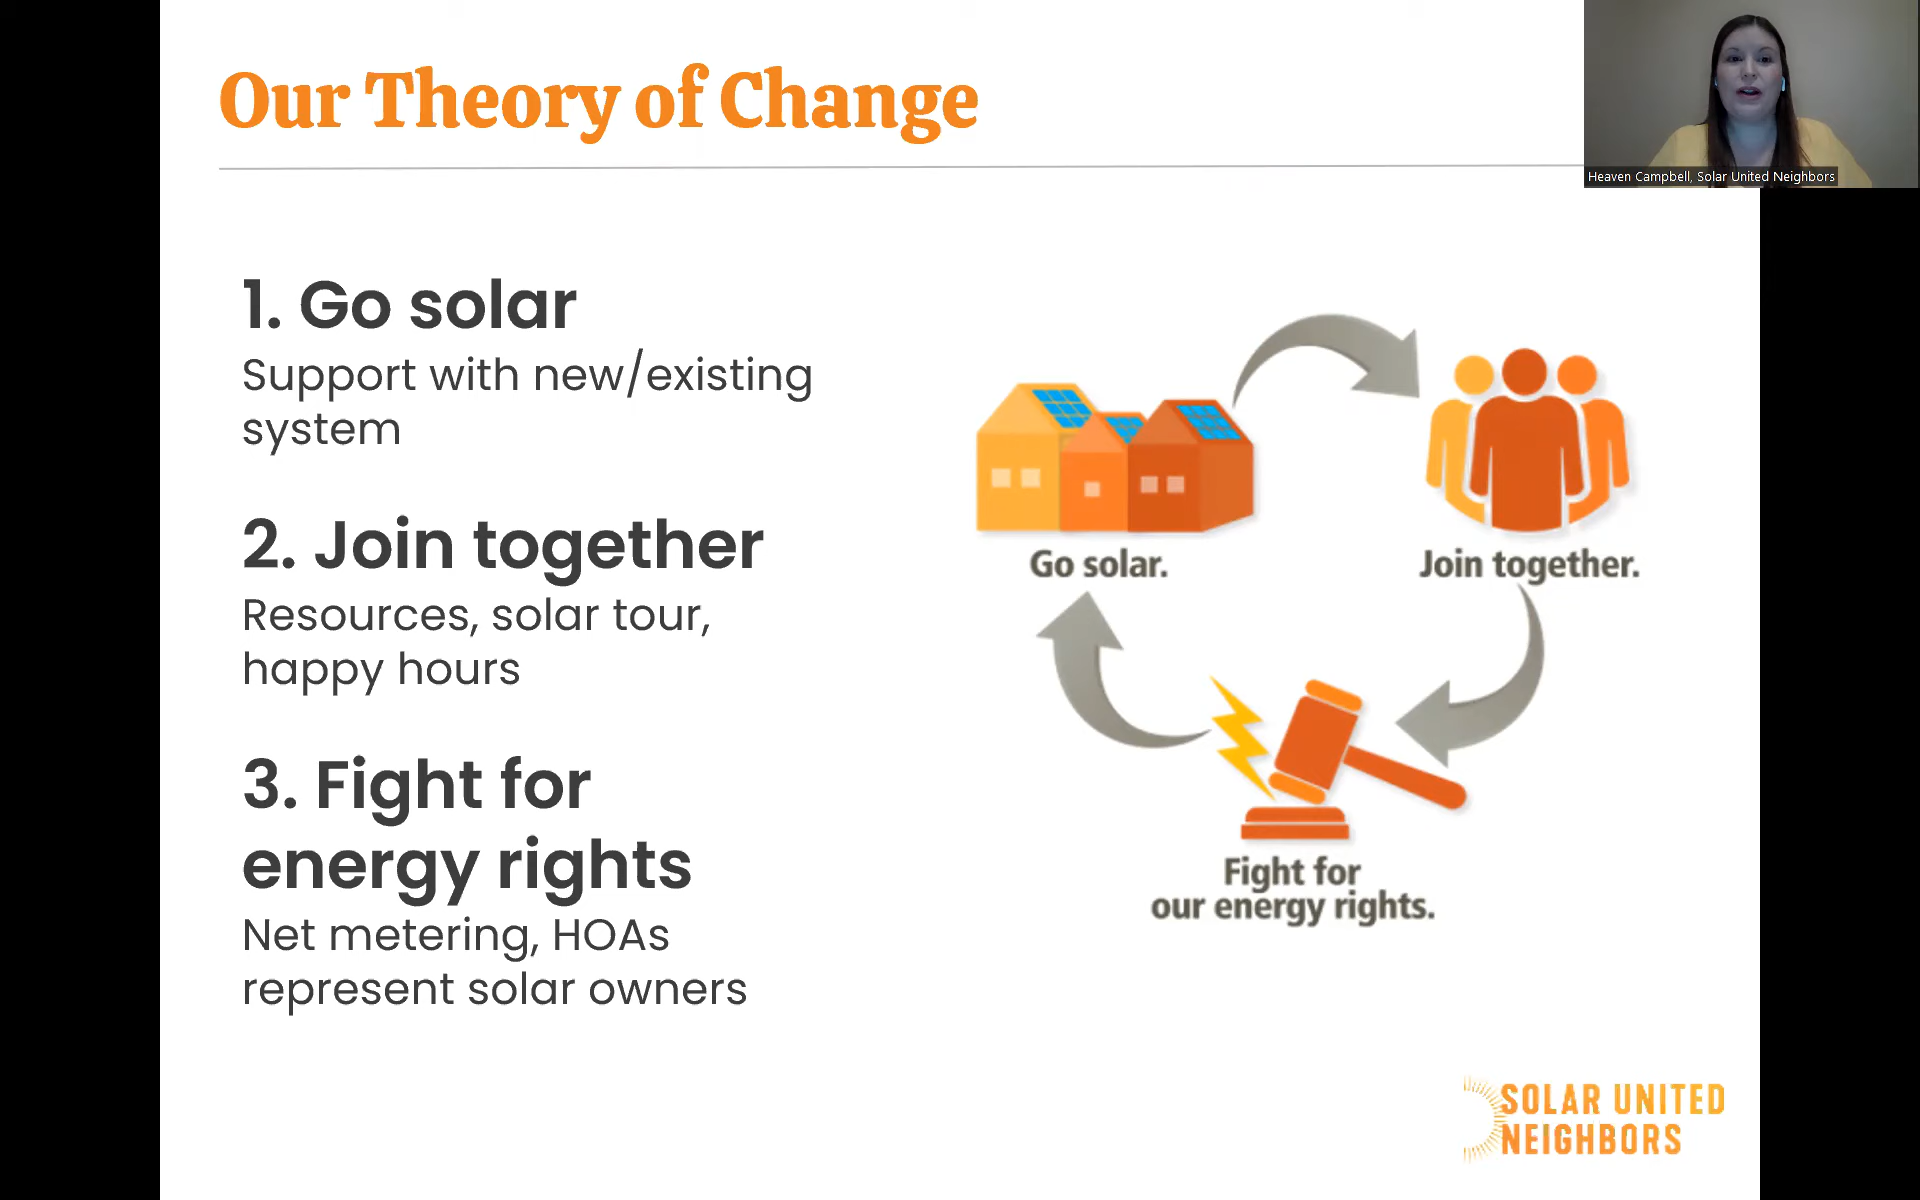 Our Theory of Change
Heaven Campbell, Solar United Neighbors
1. Go solar
Support with new/existing
system
2. Join together
Resources, solar tour,
happy hours
3. Fight for
energy rights
Net metering, HOAs
represent solar owners
Go solar.
Join together.
Fight for
our energy rights.
SOLAR UNITED
NEIGHBORS